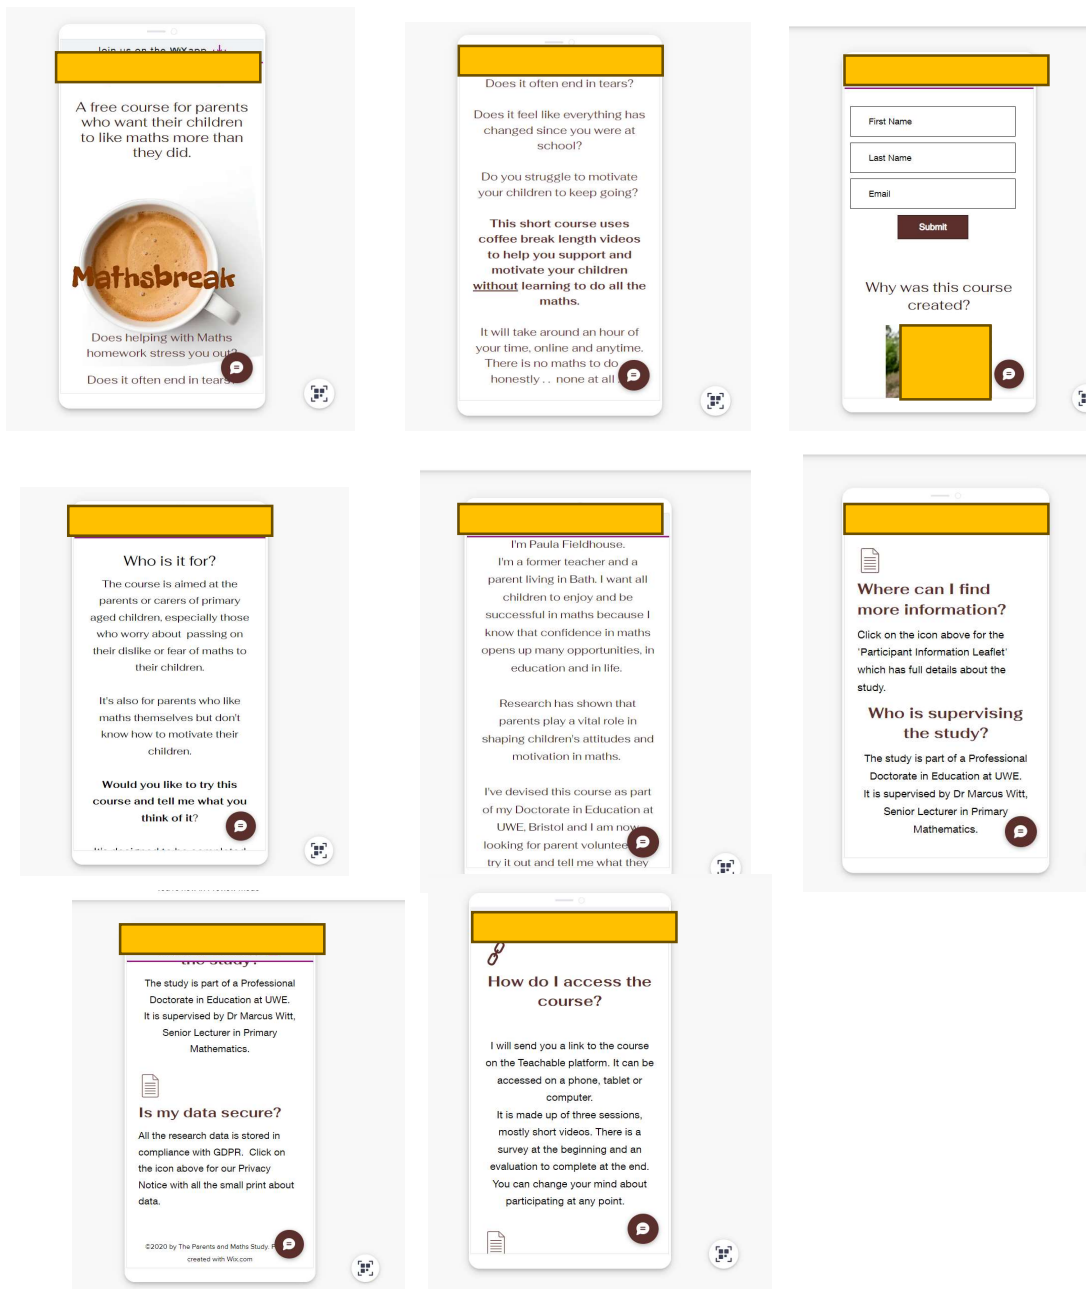 Join us on the WiX app
A free course for parents
who want their children
to like maths more than
they did.
Mathsbreak
Does helping with Maths
homework stress you out?
Does it often end in tears?
Does it often end in tears?
Does it feel like everything has
changed since you were at
school?
Do you struggle to motivate
your children to keep going?
This short course uses
coffee break length videos
to help you support and
motivate your children
without learning to do all the
maths.
It will take around an hour of
your time, online and anytime.
There is no maths to do
honestly . . none at all
First Name
Last Name
Email
Submit
Why was this course
created?
Who is it for?
The course is aimed at the
parents or carers of primary
aged children, especially those
who worry about passing on
their dislike or fear of maths to
their children.
It's also for parents who like
maths themselves but don't
know how to motivate their
children.
Would you like to try this
course and tell me what you
think of it?
It's designed to be completed
I'm Paula Fieldhouse.
I'm a former teacher and a
parent living in Bath. I want all
children to enjoy and be
successful in maths because I
know that confidence in maths
opens up many opportunities, in
education and in life.
Research has shown that
parents play a vital role in
shaping children's attitudes and
motivation in maths.
I've devised this course as part
of my Doctorate in Education at
UWE, Bristol and I am now
looking for parent volunte
try it out and tell me what they
Where can I find
more information?
Click on the icon above for the
'Participant Information Leaflet'
which has full details about the
study.
Who is supervising
the study?
The study is part of a Professional
Doctorate in Education at UWE.
It is supervised by Dr Marcus Witt,
Senior Lecturer in Primary
Mathematics.
the study?
The study is part of a Professional
Doctorate in Education at UWE.
It is supervised by Dr Marcus Witt,
Senior Lecturer in Primary
Mathematics.
Is my data secure?
All the research data is stored in
compliance with GDPR. Click on
the icon above for our Privacy
Notice with all the small print about
data.
©2020 by The Parents and Maths Study.
created with Wix.com
How do I access the
course?
I will send you a link to the course
on the Teachable platform. It can be
accessed on a phone, tablet or
computer.
It is made up of three sessions,
mostly short videos. There is a
survey at the beginning and an
evaluation to complete at the end.
You can change your mind about
participating at any point.